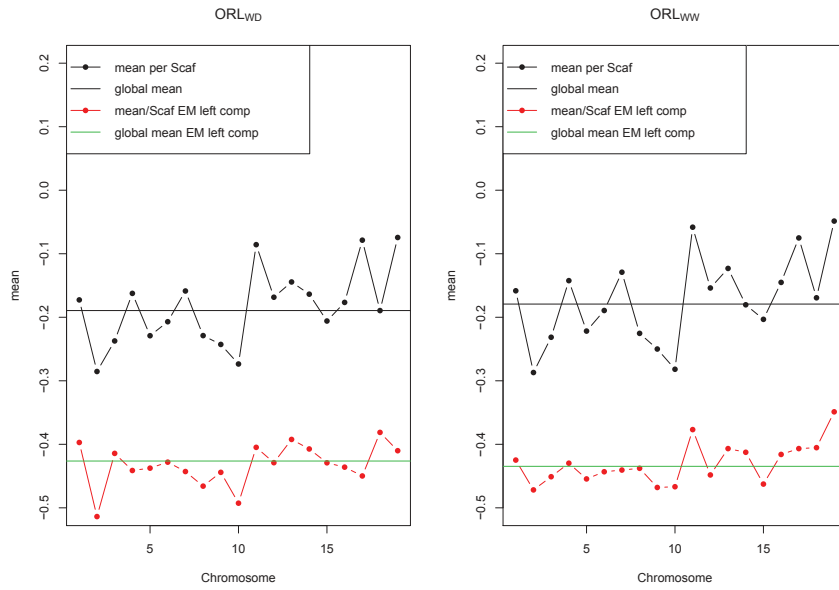 ORLWD
mean per Scaf
global mean
mean/Scaf EM left comp
global mean EM left comp
0.2
0.1
0.0
−0.1
−0.2
−0.3
−0.4
−0.5
mean
5 10 15
Chromosome
ORLWW
mean per Scaf
global mean
mean/Scaf EM left comp
global mean EM left comp
0.2
0.1
0.0
−0.1
−0.2
−0.3
−0.4
−0.5
mean
5 10 15
Chromosome